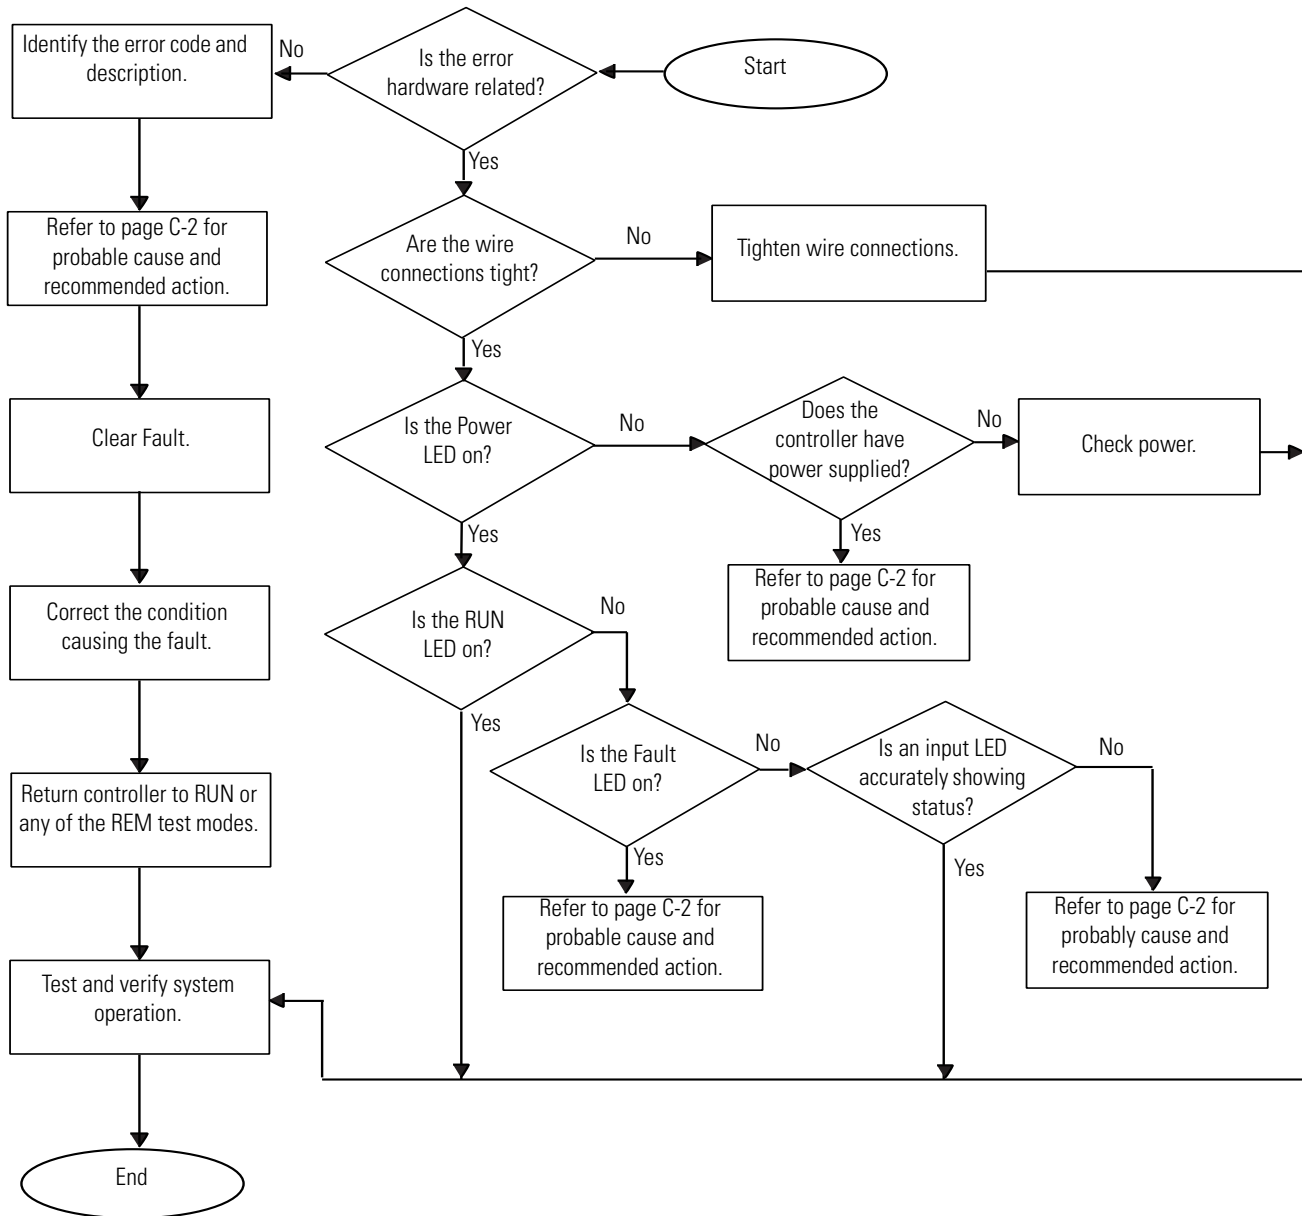 Start
Is the error
hardware related?
No
Identify the error code and
description.
Yes
Refer to page C-2 for
probable cause and
recommended action.
Are the wire
connections tight?
No
Tighten wire connections.
Yes
Clear Fault.
Is the Power
LED on?
No
Does the
controller have
power supplied?
No
Check power.
Yes
Yes
Refer to page C-2 for
probable cause and
recommended action.
Correct the condition
causing the fault.
Is the RUN
LED on?
No
Yes
Return controller to RUN or
any of the REM test modes.
Is the Fault
LED on?
No
Is an input LED
accurately showing
status?
No
Yes
Yes
Refer to page C-2 for
probable cause and
recommended action.
Refer to page C-2 for
probably cause and
recommended action.
Test and verify system
operation.
End